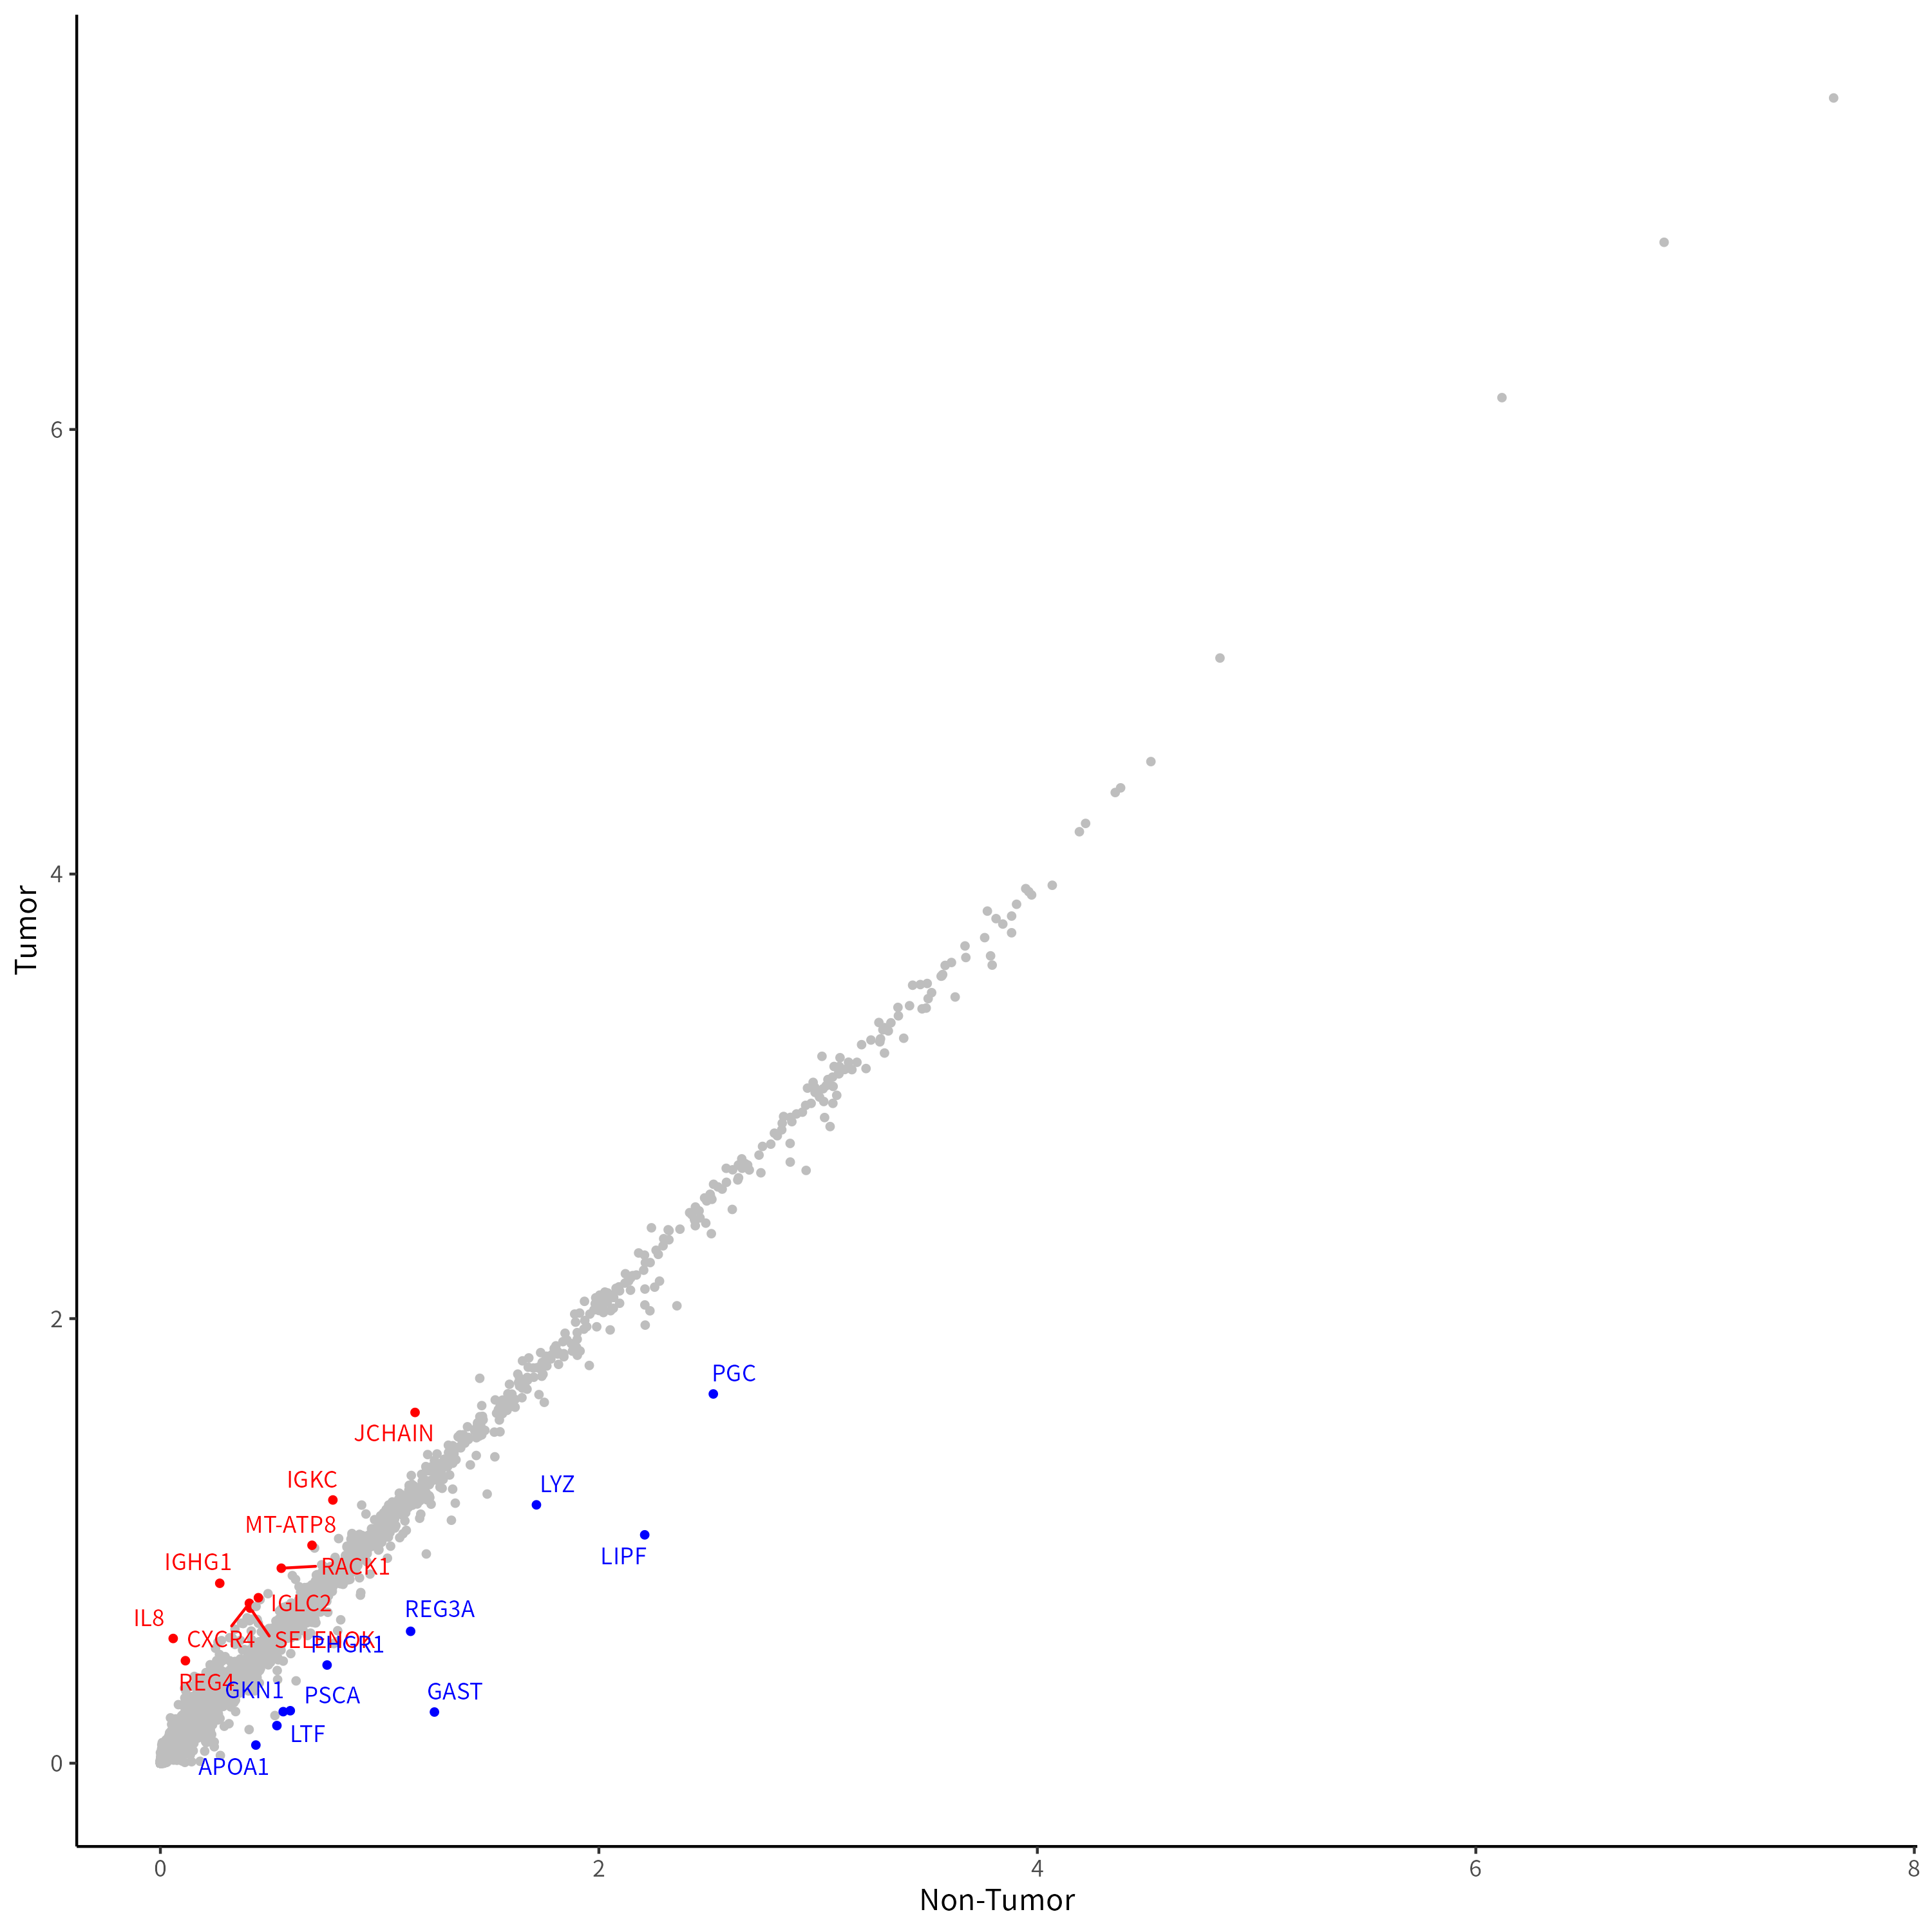 6
4
Tumor
2
PGC
JCHAIN
IGKC
LYZ
MT-ATP8
LIPF
IGHG1
RACK1
IGLC2
REG3A
IL8
CXCR4
SELENOK
PHGR1
REG4
GKN1
PSCA
GAST
LTF
0
APOA1
0 2 4 6 8
Non-Tumor